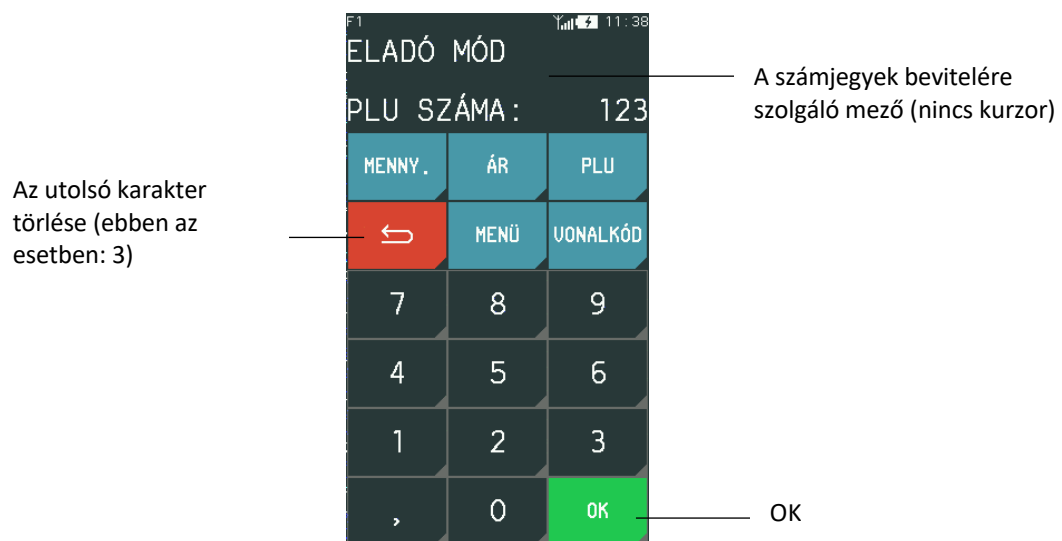 F1 11:38
ELADÓ MÓD
PLU SZÁMA: 123
A számjegyek bevitelére
szolgáló mező (nincs kurzor)
MENNY. ÁR PLU
Az utolsó karakter
törlése (ebben az
esetben: 3)
MENÜ VONALKÓD
7 8 9
4 5 6
1 2 3
, 0 OK
OK